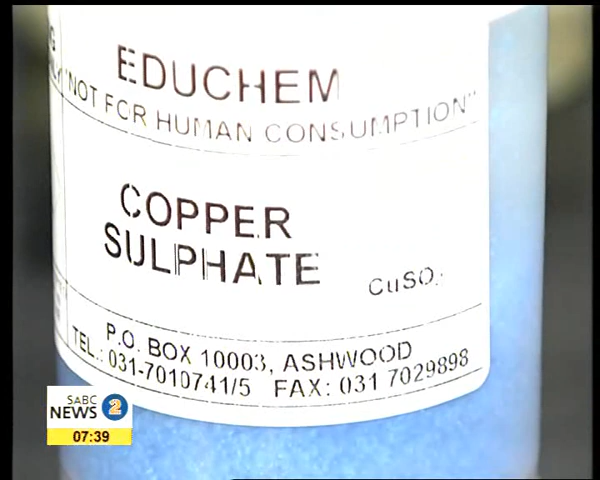 EDUCHEM
"NOT FOR HUMAN CONSUMPTION"
COPPER
SULPHATE
CuSO
P.O. BOX 10003, ASHWOOD
TEL.: 031-7010741/5 FAX: 031 7029898
SABC
NEWS 2
07:39